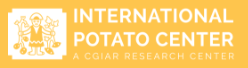 INTERNATIONAL
POTATO CENTER
A CGIAR RESEARCH CENTER